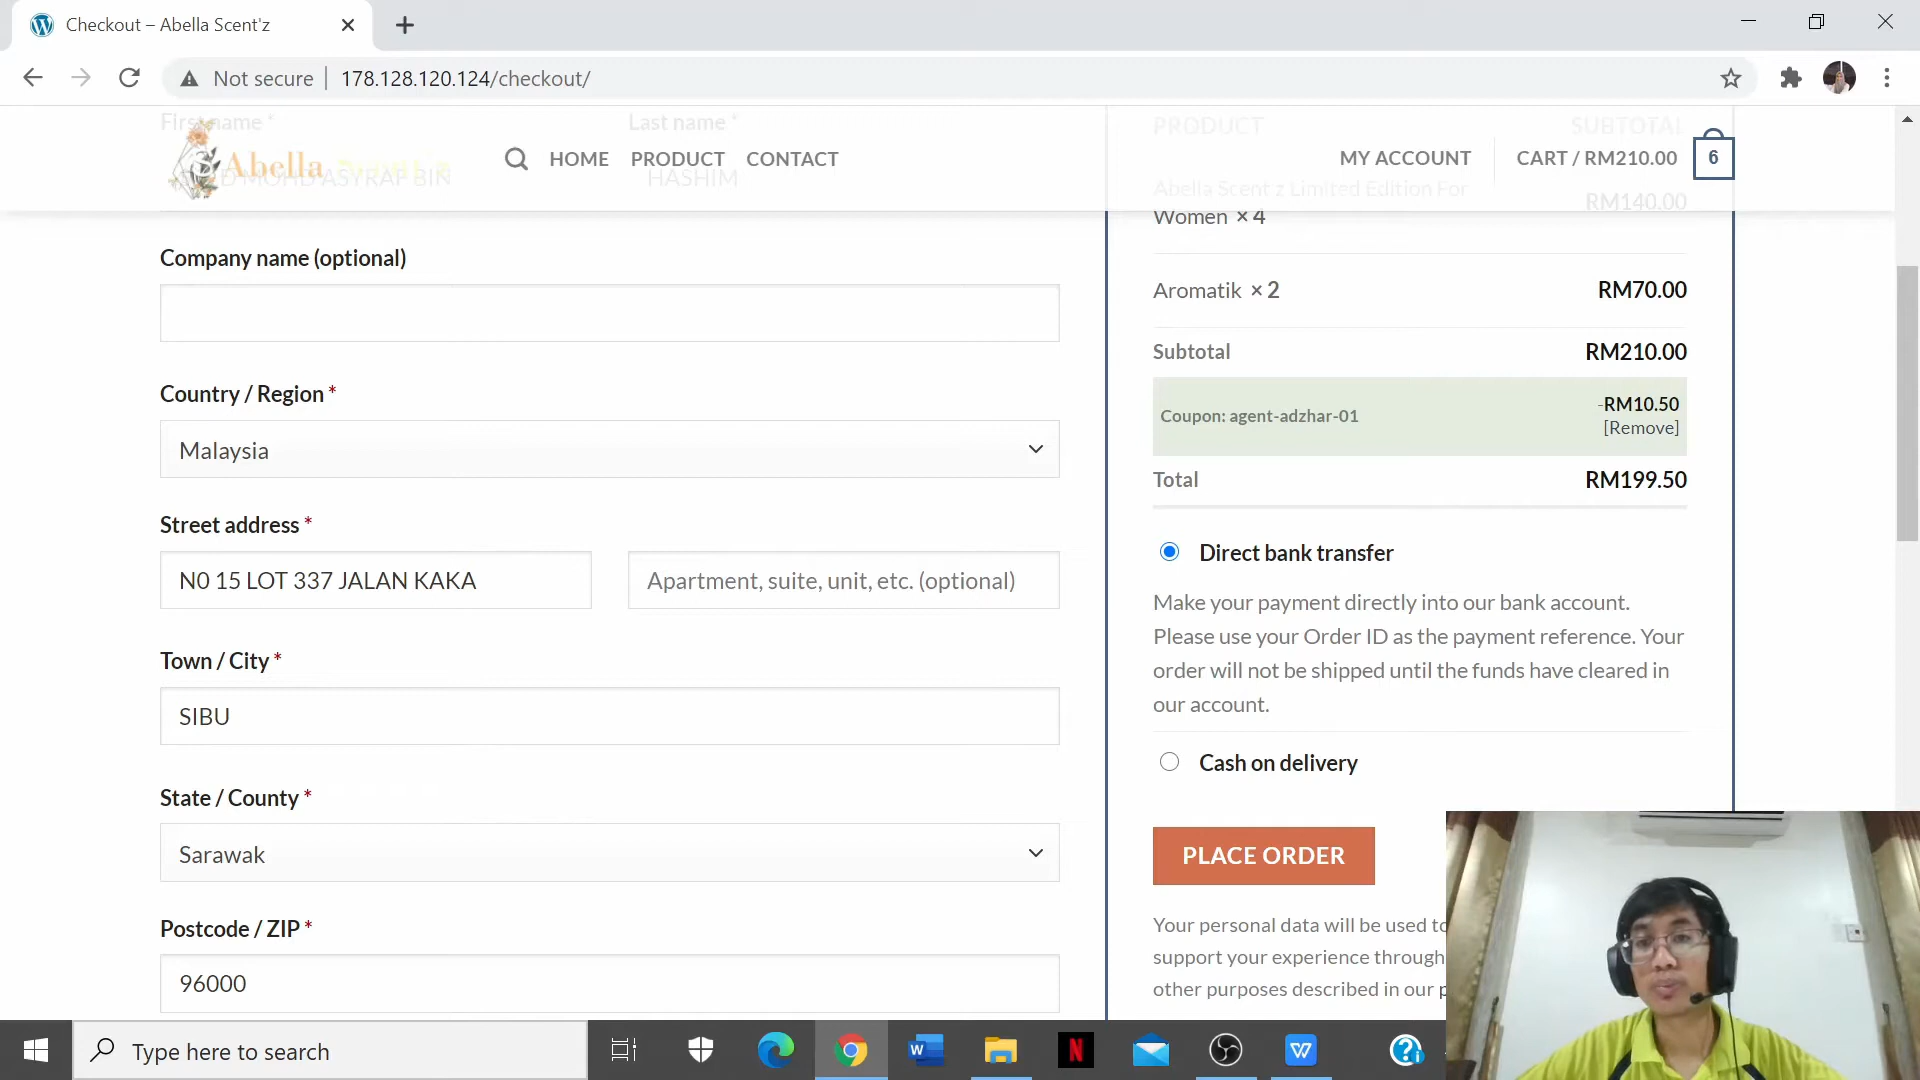 Checkout – Abella Scent'z
Not secure
178.128.120.124/checkout/
First name *
Last name *
PRODUCT
SUBTOTAL
Abella
HOME
PRODUCT
CONTACT
MY ACCOUNT
CART / RM210.00
6
MOHD ASYRAF BIN
HASHIM
Abella Scent'z Limited Edition For
Women × 4
RM140.00
Company name (optional)
Aromatik × 2
RM70.00
Subtotal
RM210.00
Country / Region *
Malaysia
Coupon: agent-adzhar-01
-RM10.50
[Remove]
Total
RM199.50
Street address *
N0 15 LOT 337 JALAN KAKA
Apartment, suite, unit, etc. (optional)
Direct bank transfer
Make your payment directly into our bank account.
Please use your Order ID as the payment reference. Your
order will not be shipped until the funds have cleared in
our account.
Town / City *
SIBU
Cash on delivery
State / County *
Sarawak
PLACE ORDER
Postcode / ZIP *
96000
Your personal data will be used to
support your experience through
other purposes described in our p
Type here to search